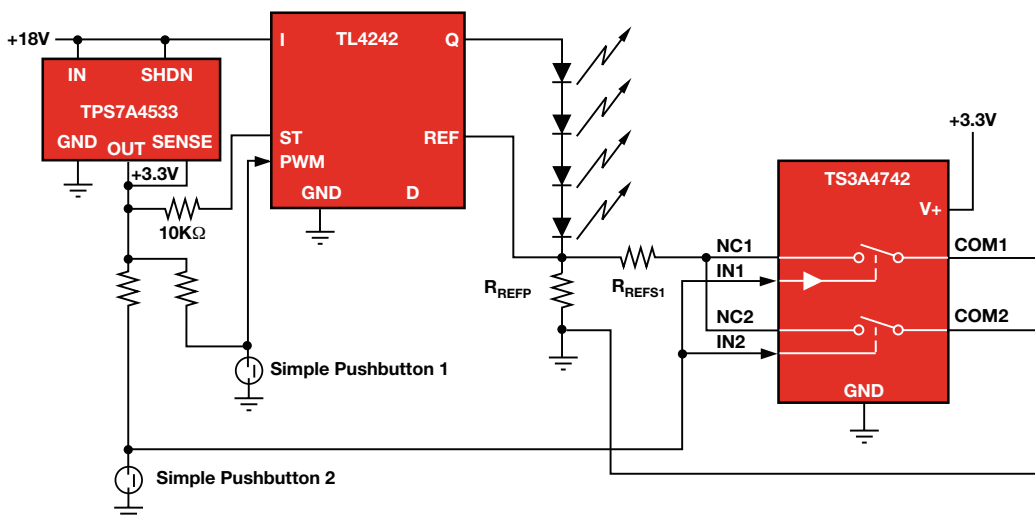 +18V
I
TL4242
Q
IN
SHDN
TPS7A4533
GND
OUT
SENSE
+3.3V
10KΩ
ST
PWM
REF
GND
D
+3.3V
TS3A4742
V+
NC1
COM1
IN1
RREFP
RREFS1
NC2
COM2
IN2
GND
Simple Pushbutton 1
Simple Pushbutton 2